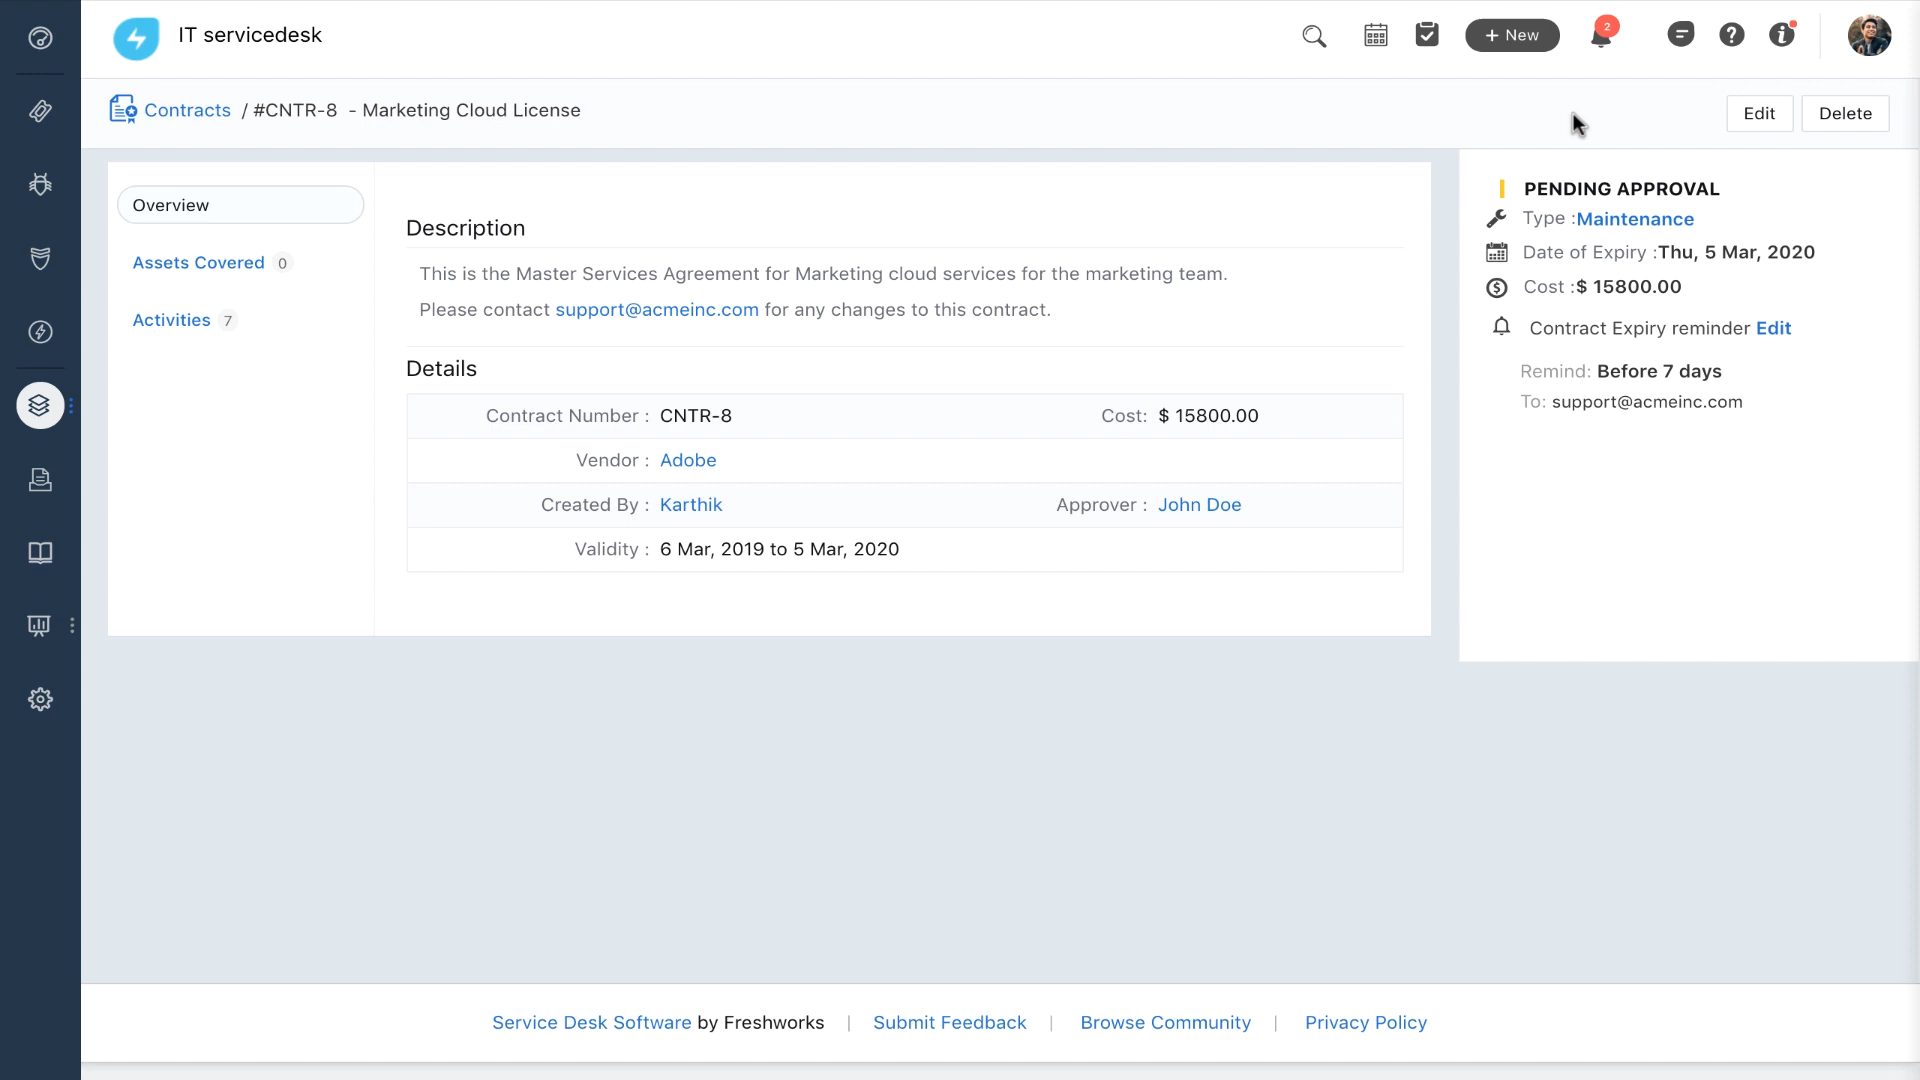 IT servicedesk
+ New
2
Contracts / #CNTR-8 - Marketing Cloud License
Edit
Delete
Overview
Assets Covered 0
Activities 7
Description
This is the Master Services Agreement for Marketing cloud services for the marketing team.
Please contact support@acmeinc.com for any changes to this contract.
Details
Contract Number : CNTR-8
Cost: $ 15800.00
Vendor : Adobe
Created By : Karthik
Approver : John Doe
Validity : 6 Mar, 2019 to 5 Mar, 2020
PENDING APPROVAL
Type :Maintenance
Date of Expiry :Thu, 5 Mar, 2020
Cost :$ 15800.00
Contract Expiry reminder Edit
Remind: Before 7 days
To: support@acmeinc.com
Service Desk Software by Freshworks | Submit Feedback | Browse Community | Privacy Policy